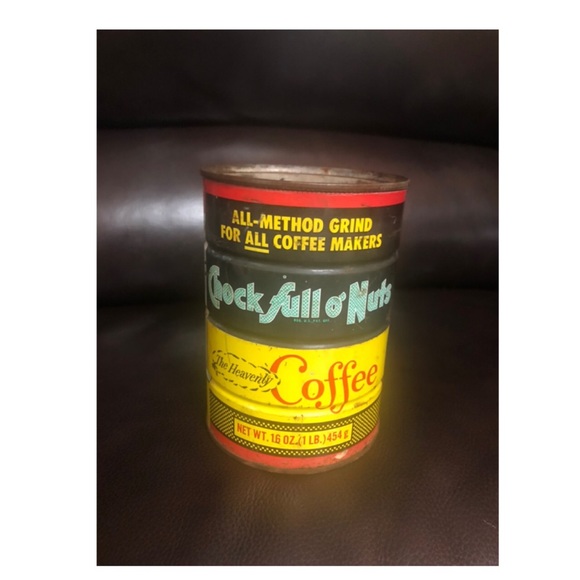 ALL-METHOD GRIND
FOR ALL COFFEE MAKERS
Chock full o' Nuts
The Heavenly Coffee
NET WT. 16 OZ. (1 LB.) 454 g